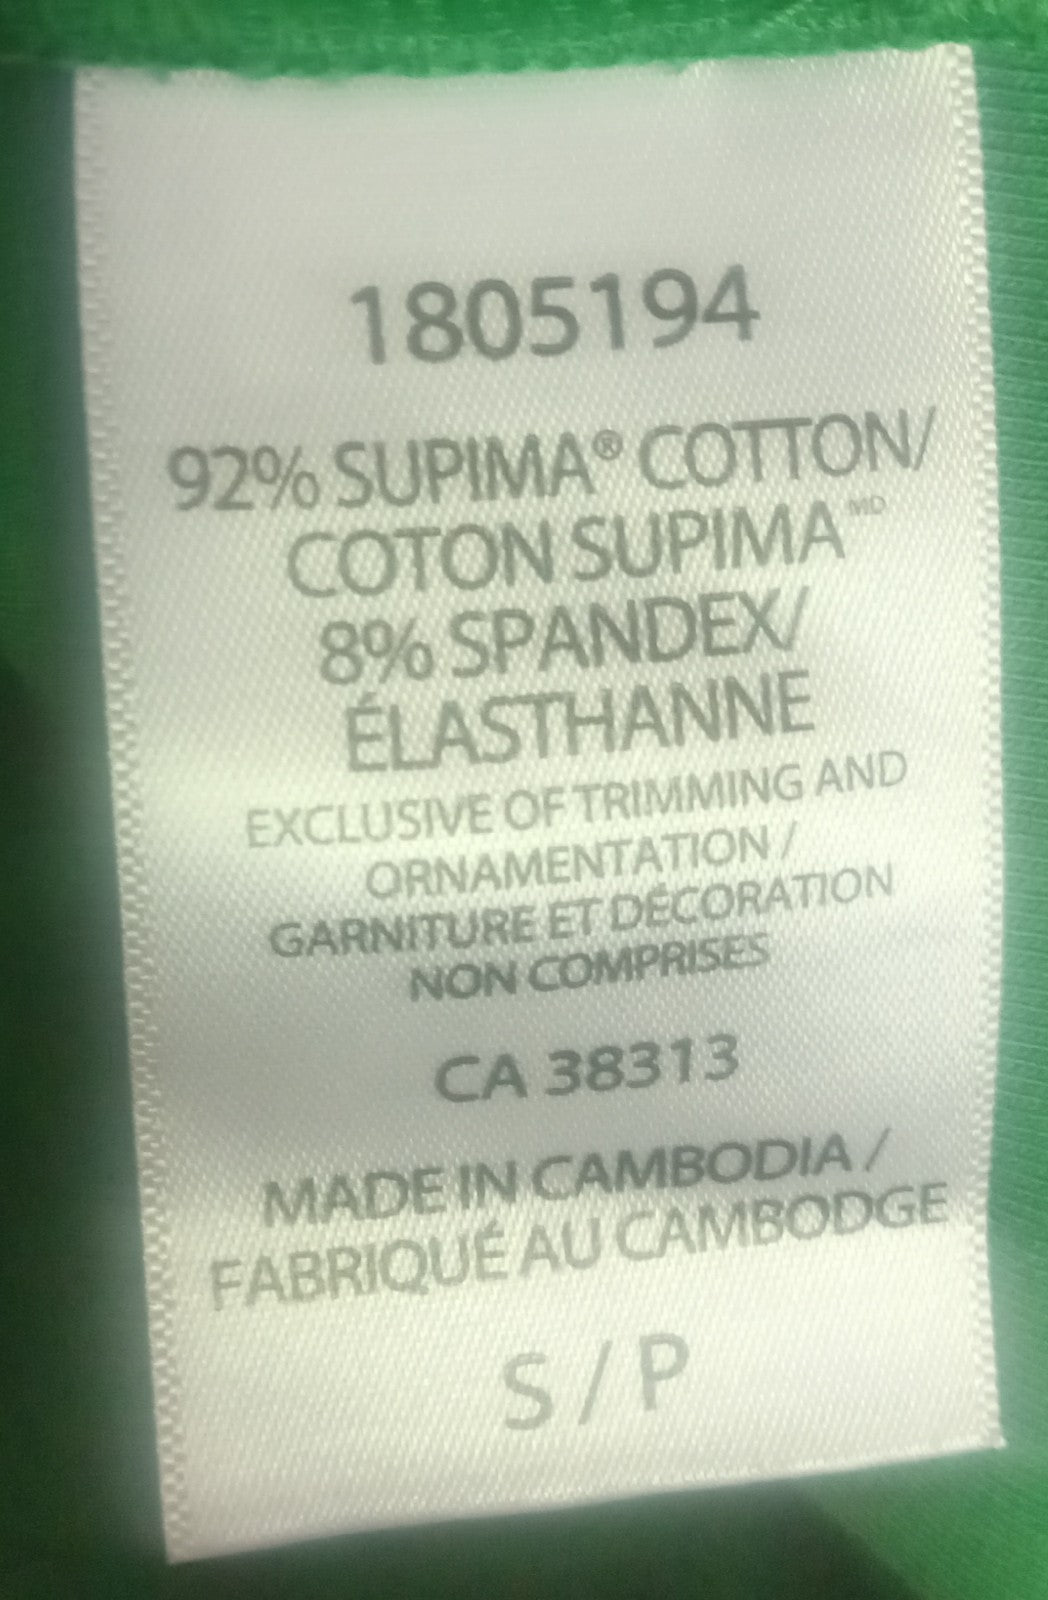 1805194
92% SUPIMA® COTTON/
COTON SUPIMA MD
8% SPANDEX/
ÉLASTHANNE
EXCLUSIVE OF TRIMMING AND
ORNAMENTATION /
GARNITURE ET DÉCORATION
NON COMPRISES
CA 38313
MADE IN CAMBODIA /
FABRIQUÉ AU CAMBODGE
S / P